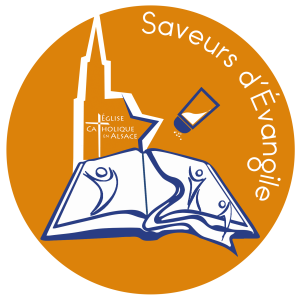 Saveurs d'Évangile
ÉGLISE
CATHOLIQUE
EN ALSACE